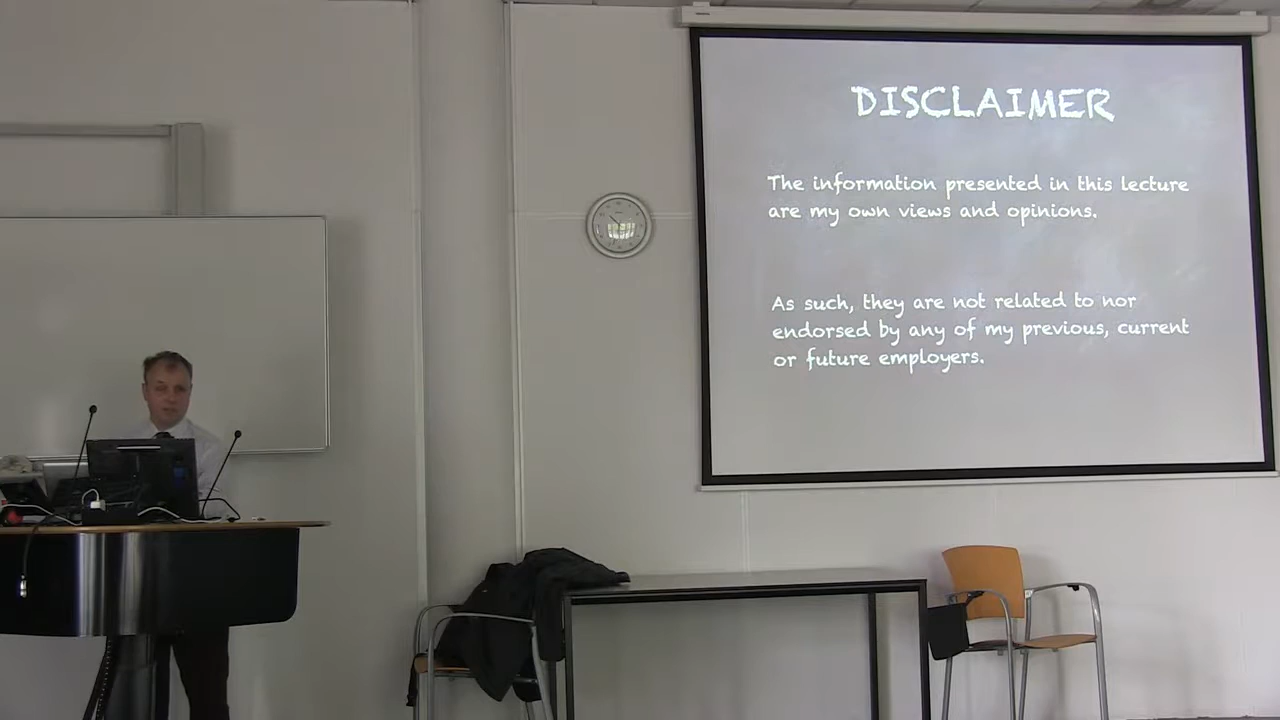 DISCLAIMER
The information presented in this lecture
are my own views and opinions.
As such, they are not related to nor
endorsed by any of my previous, current
or future employers.